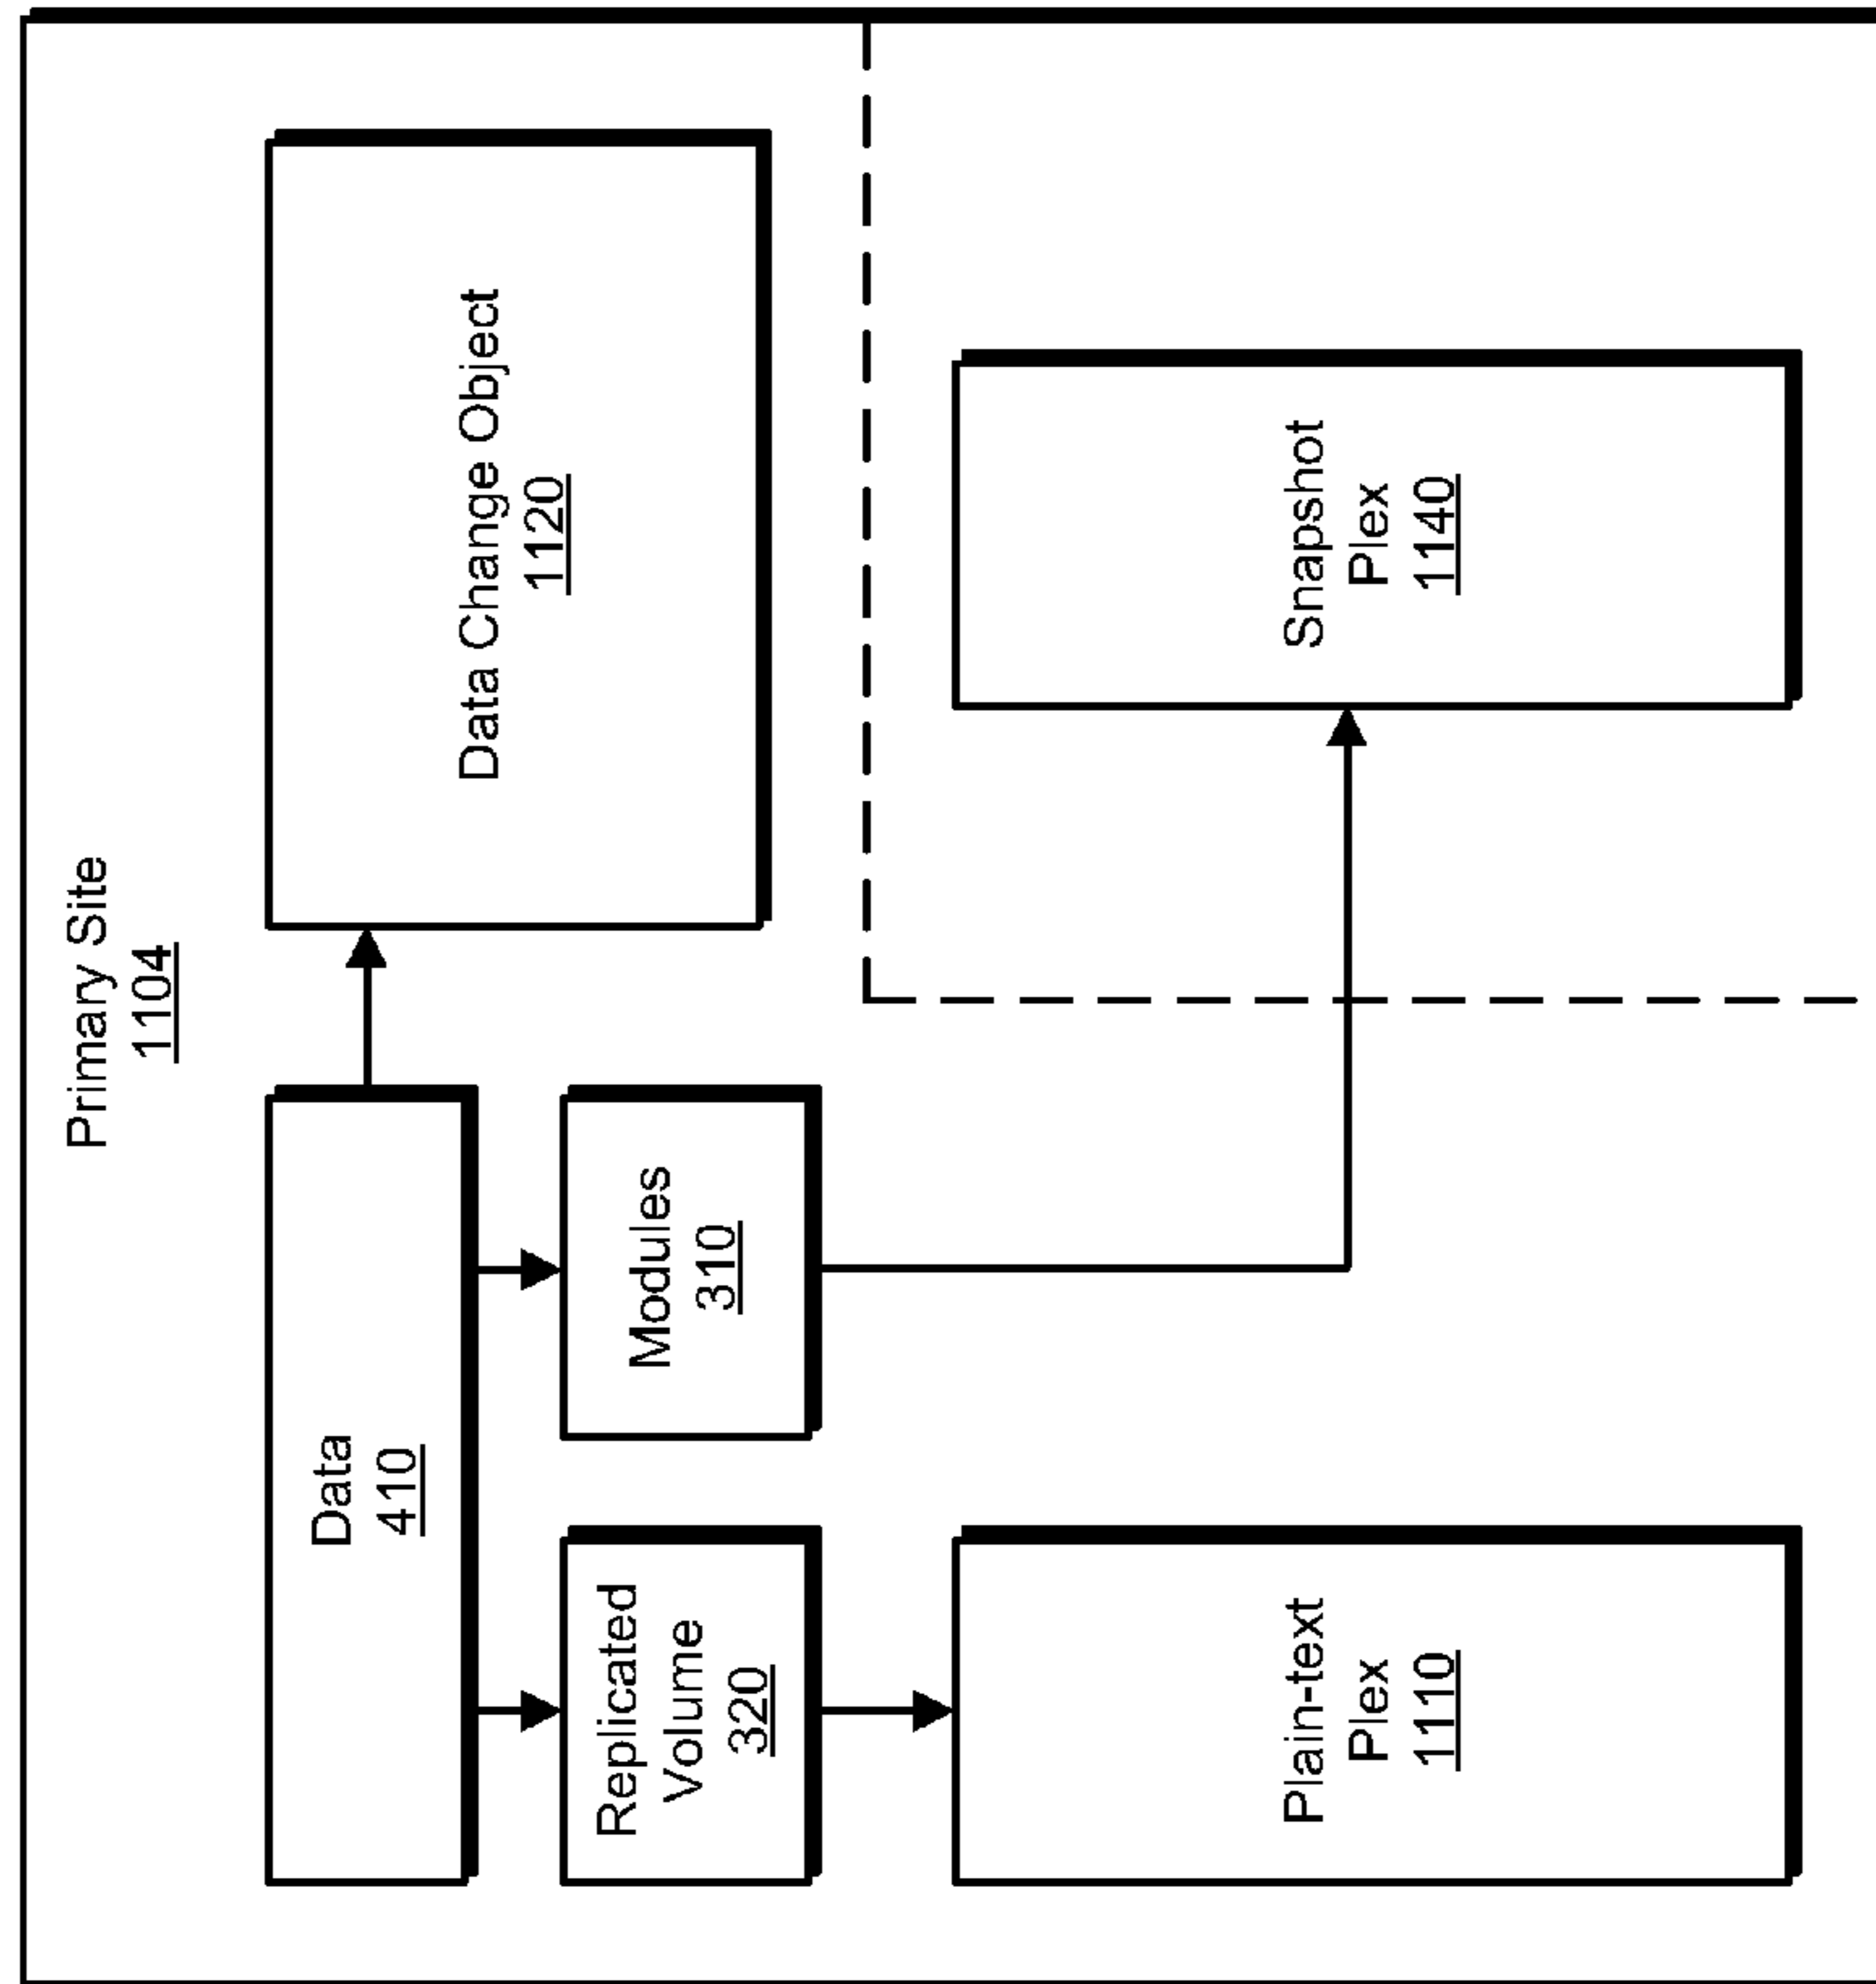 Primary Site
1104
Data
410
Data Change Object
1120
Replicated
Volume
320
Modules
310
Plain-text
Plex
1110
Snapshot
Plex
1140